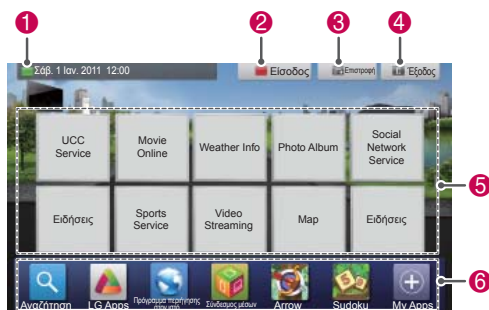 1 2 3 4
Σάβ. 1 Ιαν. 2011 12:00 Είσοδος Επιστροφή Έξοδος
UCC Service
Movie Online
Weather Info
Photo Album
Social Network Service
5
Ειδήσεις
Sports Service
Video Streaming
Map
Ειδήσεις
Αναζήτηση
LG Apps
Πρόγραμμα περιήγησης
Σύνδεσμος μέσων
Arrow
Sudoku
My Apps
6